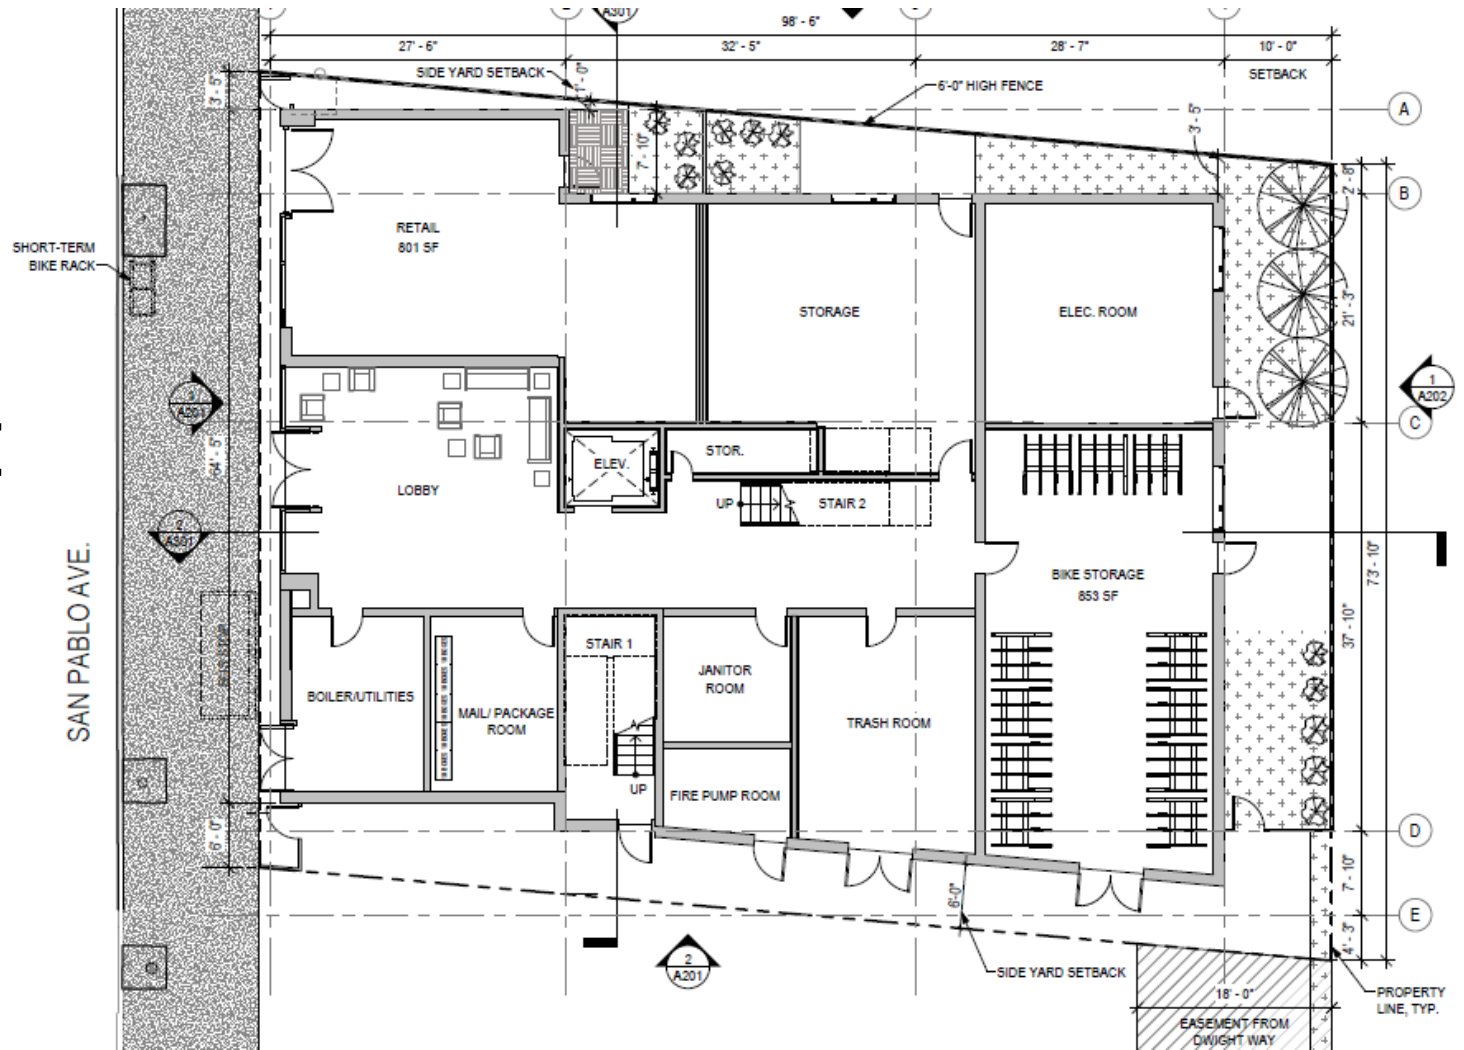 A301
98' - 6"
27' - 6"
32' - 5"
28' - 7"
10' - 0"
SIDE YARD SETBACK
1' - 0"
SETBACK
6'-0" HIGH FENCE
3' - 5"
3' - 5"
A
7' - 10"
2' - 8"
B
RETAIL
801 SF
SHORT-TERM
BIKE RACK
STORAGE
ELEC. ROOM
21' - 3"
3
A201
1
A202
C
64' - 5"
ELEV.
STOR.
LOBBY
UP
STAIR 2
2
A301
SAN PABLO AVE.
BIKE STORAGE
853 SF
73' - 10"
37' - 10"
STAIR 1
BOILER/UTILITIES
MAIL/ PACKAGE
ROOM
JANITOR
ROOM
TRASH ROOM
UP
FIRE PUMP ROOM
6' - 0"
D
7' - 10"
6'-0"
E
4' - 3"
2
A201
SIDE YARD SETBACK
18' - 0"
PROPERTY
LINE, TYP.
EASEMENT FROM
DWIGHT WAY